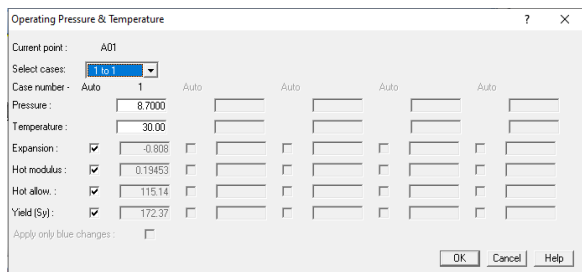 Operating Pressure & Temperature ? ×
Current point : A01
Select cases: 1 to 1
Case number - Auto 1 Auto Auto Auto Auto
Pressure : 8.7000
Temperature : 30.00
Expansion : -0.808
Hot modulus : 0.19453
Hot allow. : 115.14
Yield (Sy) : 172.37
Apply only blue changes :
OK Cancel Help